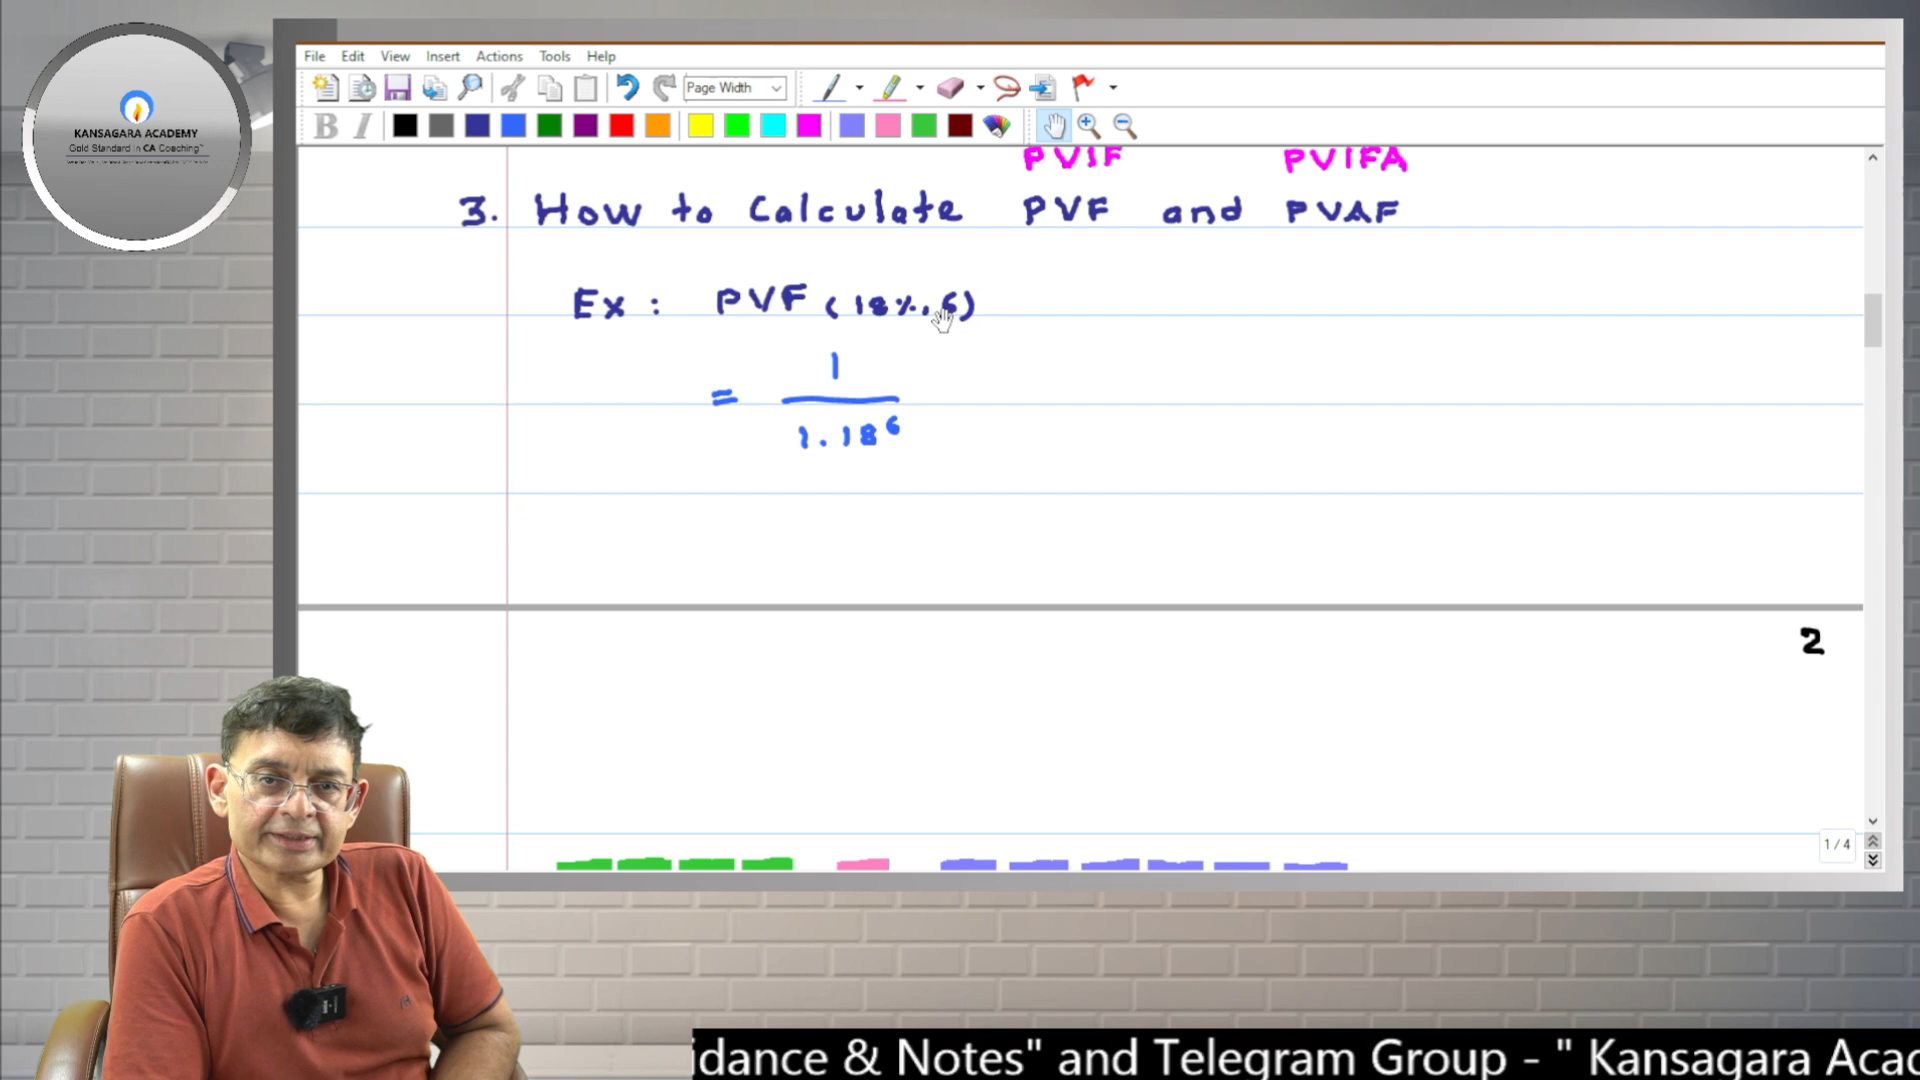 KANSAGARA ACADEMY
Gold Standard in CA Coaching™
File Edit View Insert Actions Tools Help
Page Width
B I
PVIF PVIFA
3. How to Calculate PVF and PVAF
Ex : PVF (18%, 6)
= 1
1.18⁶
2
1 / 4
idance & Notes" and Telegram Group - " Kansagara Acac